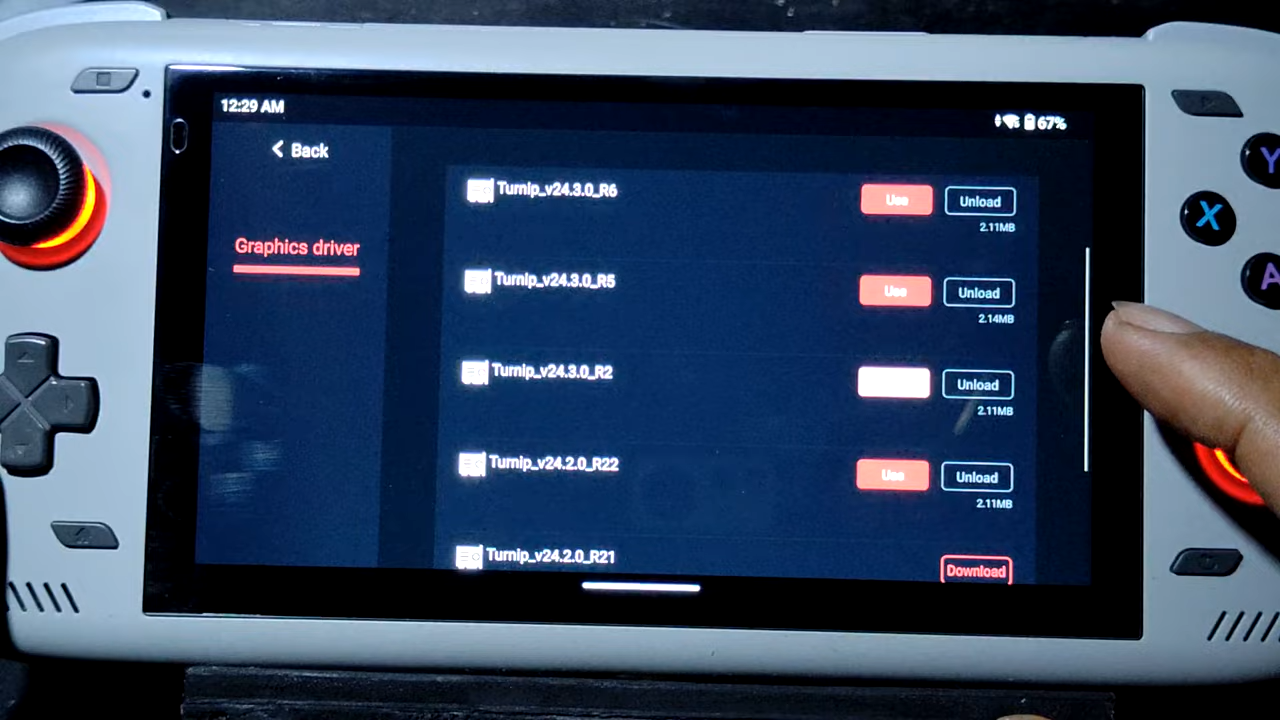 12:29 AM
67%
Back
Graphics driver
Turnip_v24.3.0_R6
Use
Unload
2.11MB
Turnip_v24.3.0_R5
Use
Unload
2.14MB
Turnip_v24.3.0_R2
Unload
2.11MB
Turnip_v24.2.0_R22
Use
Unload
2.11MB
Turnip_v24.2.0_R21
Download
Y
X
A